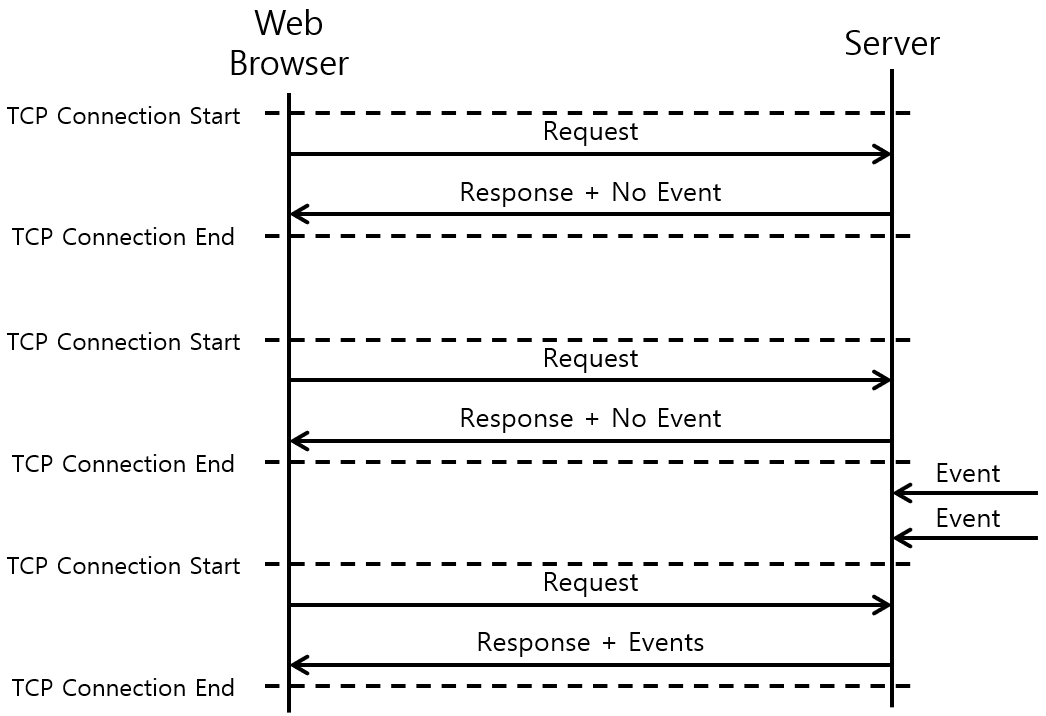 Web
Browser
Server
TCP Connection Start
Request
Response + No Event
TCP Connection End
TCP Connection Start
Request
Response + No Event
TCP Connection End
Event
Event
TCP Connection Start
Request
Response + Events
TCP Connection End